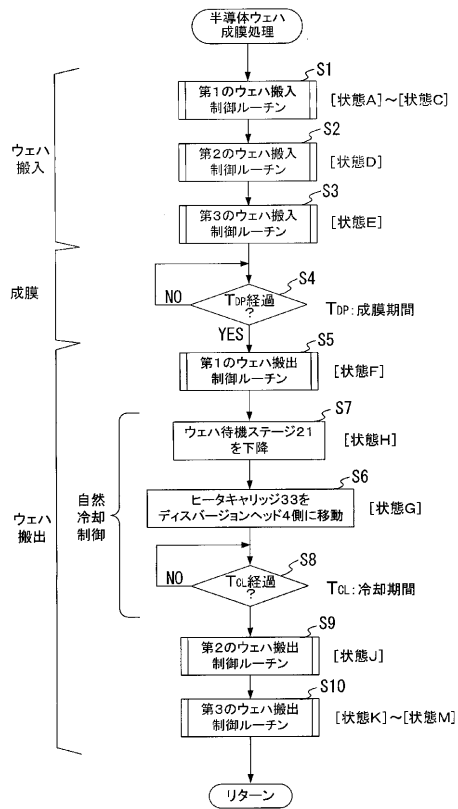 半導体ウェハ
成膜処理
S1
第1のウェハ搬入
制御ルーチン
[状態A]~[状態C]
S2
第2のウェハ搬入
制御ルーチン
[状態D]
ウェハ
搬入
S3
第3のウェハ搬入
制御ルーチン
[状態E]
S4
TDP経過
?
NO
YES
TDP:成膜期間
成膜
S5
第1のウェハ搬出
制御ルーチン
[状態F]
S7
ウェハ待機ステージ21
を下降
[状態H]
S6
ヒータキャリッジ33を
ディスパージョンヘッド4側に移動
[状態G]
自然
冷却
制御
ウェハ
搬出
S8
TCL経過
?
NO
TCL:冷却期間
S9
第2のウェハ搬出
制御ルーチン
[状態J]
S10
第3のウェハ搬出
制御ルーチン
[状態K]~[状態M]
リターン